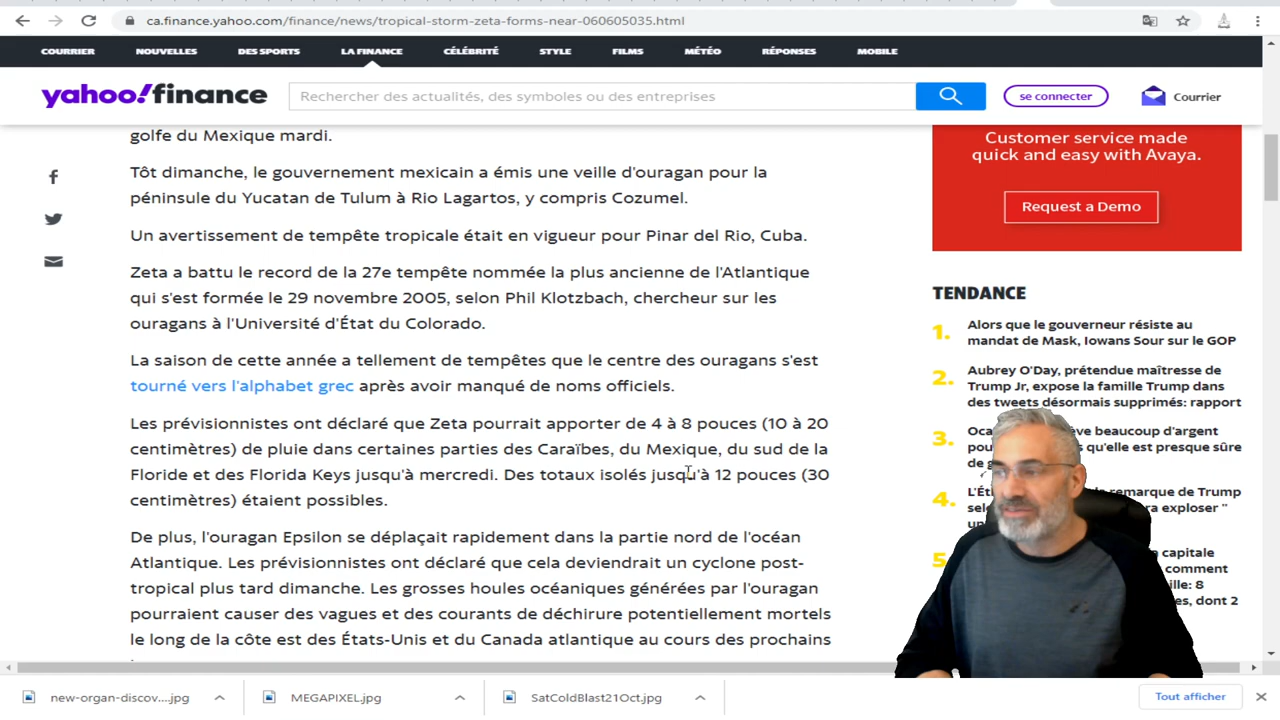 ca.finance.yahoo.com/finance/news/tropical-storm-zeta-forms-near-060605035.html
COURRIER NOUVELLES DES SPORTS LA FINANCE CÉLÉBRITÉ STYLE FILMS MÉTÉO RÉPONSES MOBILE
yahoo!finance Rechercher des actualités, des symboles ou des entreprises se connecter Courrier
golfe du Mexique mardi.
Tôt dimanche, le gouvernement mexicain a émis une veille d'ouragan pour la
péninsule du Yucatan de Tulum à Rio Lagartos, y compris Cozumel.
Un avertissement de tempête tropicale était en vigueur pour Pinar del Rio, Cuba.
Zeta a battu le record de la 27e tempête nommée la plus ancienne de l'Atlantique
qui s'est formée le 29 novembre 2005, selon Phil Klotzbach, chercheur sur les
ouragans à l'Université d'État du Colorado.
La saison de cette année a tellement de tempêtes que le centre des ouragans s'est
tourné vers l'alphabet grec après avoir manqué de noms officiels.
Les prévisionnistes ont déclaré que Zeta pourrait apporter de 4 à 8 pouces (10 à 20
centimètres) de pluie dans certaines parties des Caraïbes, du Mexique, du sud de la
Floride et des Florida Keys jusqu'à mercredi. Des totaux isolés jusqu'à 12 pouces (30
centimètres) étaient possibles.
De plus, l'ouragan Epsilon se déplaçait rapidement dans la partie nord de l'océan
Atlantique. Les prévisionnistes ont déclaré que cela deviendrait un cyclone post-
tropical plus tard dimanche. Les grosses houles océaniques générées par l'ouragan
pourraient causer des vagues et des courants de déchirure potentiellement mortels
le long de la côte est des États-Unis et du Canada atlantique au cours des prochains
Customer service made
quick and easy with Avaya.
Request a Demo
TENDANCE
1. Alors que le gouverneur résiste au
mandat de Mask, Iowans Sour sur le GOP
2. Aubrey O'Day, prétendue maîtresse de
Trump Jr, expose la famille Trump dans
des tweets désormais supprimés: rapport
3. beaucoup d'argent
qu'elle est presque sûre
de
4. remarque de Trump
exploser "
5. capitale
comment
8
dont 2
new-organ-discov....jpg MEGAPIXEL.jpg SatColdBlast21Oct.jpg Tout afficher